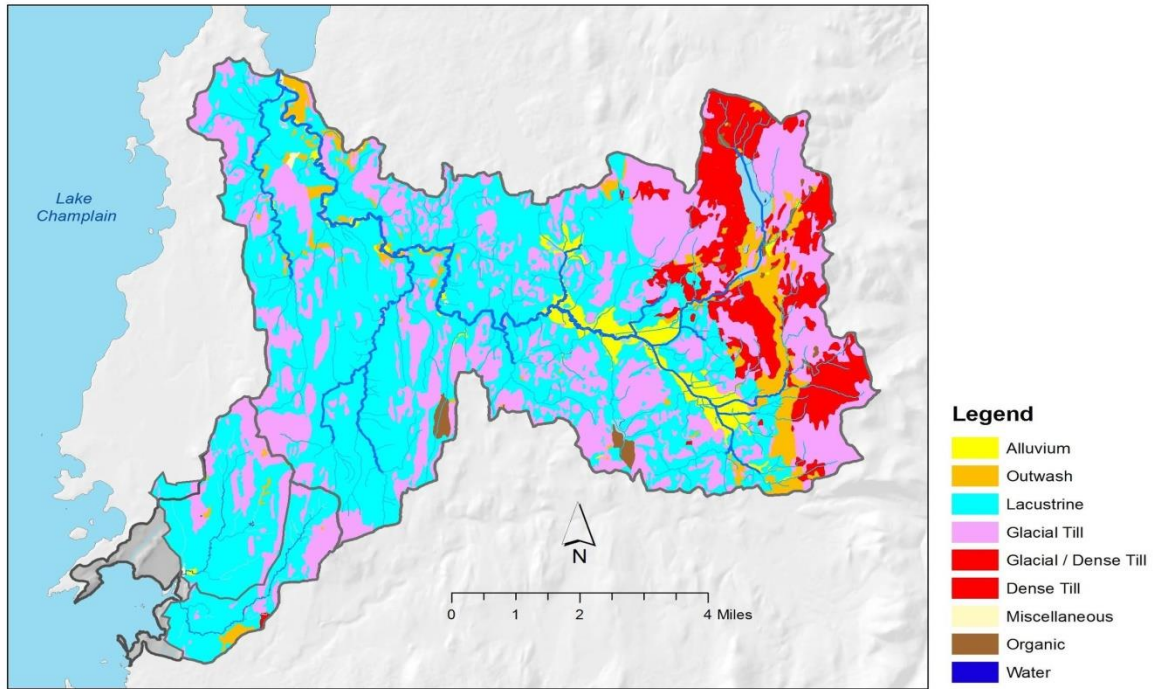 Lake
Champlain
N
0 1 2 4 Miles
Legend
Alluvium
Outwash
Lacustrine
Glacial Till
Glacial / Dense Till
Dense Till
Miscellaneous
Organic
Water